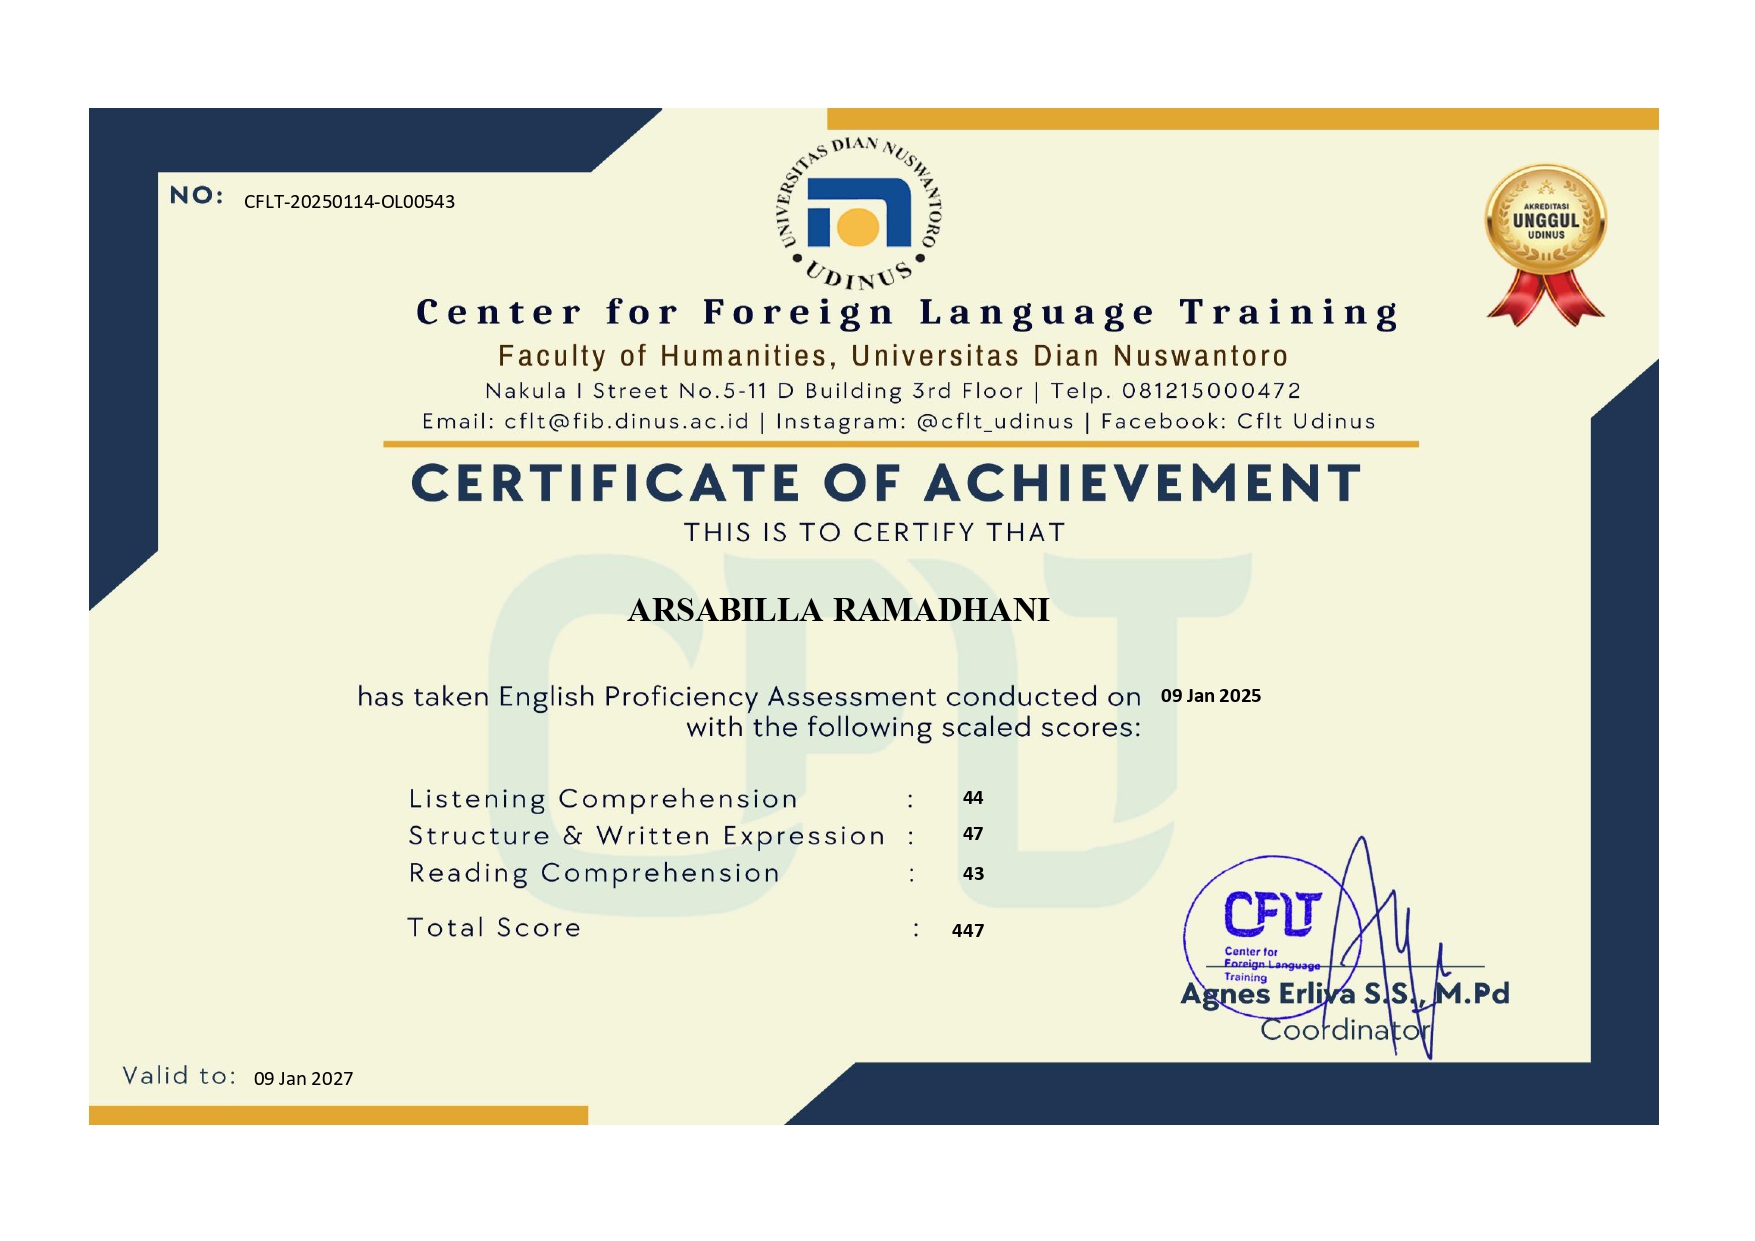 NO: CFLT-20250114-OL00543
UNIVERSITAS DIAN NUSWANTORO
• UDINUS •
AKREDITASI
UNGGUL
UDINUS
Center for Foreign Language Training
Faculty of Humanities, Universitas Dian Nuswantoro
Nakula I Street No.5-11 D Building 3rd Floor | Telp. 081215000472
Email: cflt@fib.dinus.ac.id | Instagram: @cflt_udinus | Facebook: Cflt Udinus
CERTIFICATE OF ACHIEVEMENT
THIS IS TO CERTIFY THAT
CFLT
ARSABILLA RAMADHANI
has taken English Proficiency Assessment conducted on 09 Jan 2025
with the following scaled scores:
Listening Comprehension : 44
Structure & Written Expression : 47
Reading Comprehension : 43
Total Score : 447
CFLT
Center for
Foreign Language
Training
Agnes Erliva S.S., M.Pd
Coordinator
Valid to: 09 Jan 2027